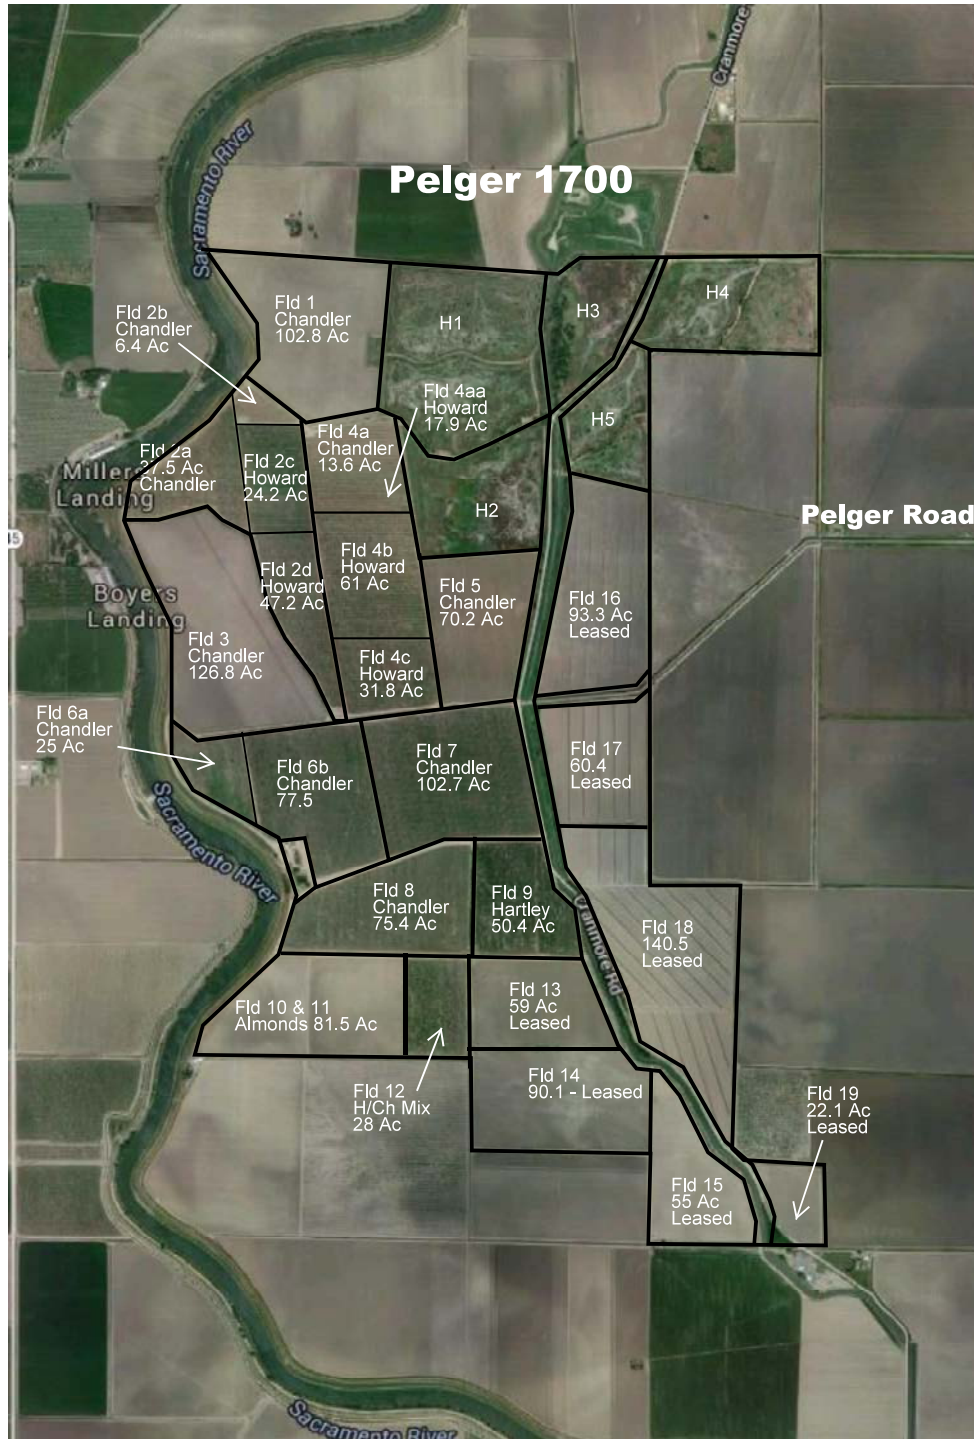 Cranmore
Pelger 1700
Sacramento River
Fld 1
Chandler
102.8 Ac
H1
H3
H4
Fld 2b
Chandler
6.4 Ac
Fld 4aa
Howard
17.9 Ac
H5
Fld 4a
Chandler
13.6 Ac
Fld 2a
37.5 Ac
Chandler
Millers
Landing
Fld 2c
Howard
24.2 Ac
H2
Pelger Road
45
Fld 4b
Howard
61 Ac
Fld 2d
Howard
47.2 Ac
Fld 5
Chandler
70.2 Ac
Fld 16
93.3 Ac
Leased
Boyers
Landing
Fld 3
Chandler
126.8 Ac
Fld 4c
Howard
31.8 Ac
Fld 6a
Chandler
25 Ac
Fld 6b
Chandler
77.5
Fld 7
Chandler
102.7 Ac
Fld 17
60.4
Leased
Sacramento River
Fld 8
Chandler
75.4 Ac
Fld 9
Hartley
50.4 Ac
Cranmore Rd
Fld 18
140.5
Leased
Fld 10 & 11
Almonds 81.5 Ac
Fld 13
59 Ac
Leased
Fld 12
H/Ch Mix
28 Ac
Fld 14
90.1 - Leased
Fld 19
22.1 Ac
Leased
Fld 15
55 Ac
Leased
Sacramento River